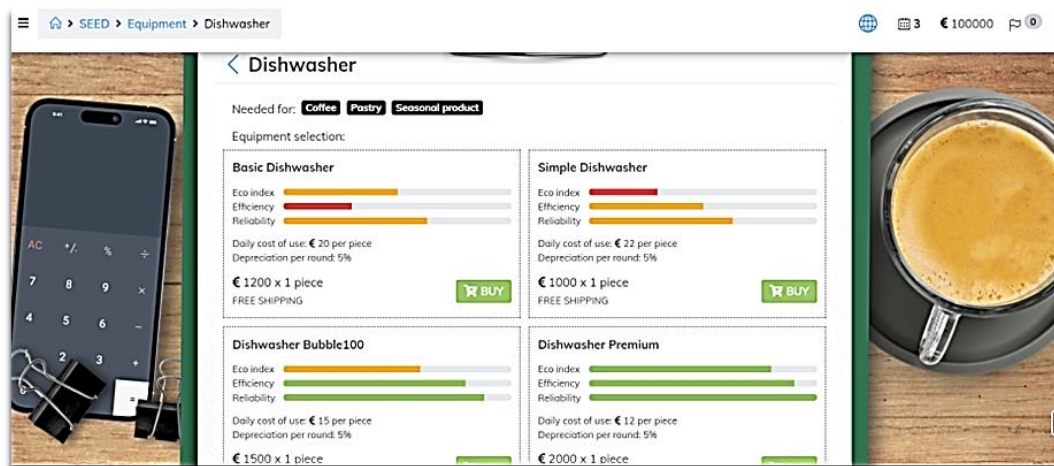 SEED > Equipment > Dishwasher
3 € 100000 0
Dishwasher
Needed for: Coffee Pastry Seasonal product
Equipment selection:
Basic Dishwasher
Eco index
Efficiency
Reliability
Daily cost of use: € 20 per piece
Depreciation per round: 5%
€ 1200 x 1 piece
FREE SHIPPING
BUY
Simple Dishwasher
Eco index
Efficiency
Reliability
Daily cost of use: € 22 per piece
Depreciation per round: 5%
€ 1000 x 1 piece
FREE SHIPPING
BUY
Dishwasher Bubble100
Eco index
Efficiency
Reliability
Daily cost of use: € 15 per piece
Depreciation per round: 5%
€ 1500 x 1 piece
Dishwasher Premium
Eco index
Efficiency
Reliability
Daily cost of use: € 12 per piece
Depreciation per round: 5%
€ 2000 x 1 piece
9:41
AC +/- % ÷
7 8 9 ×
4 5 6 −
2 3 +
=